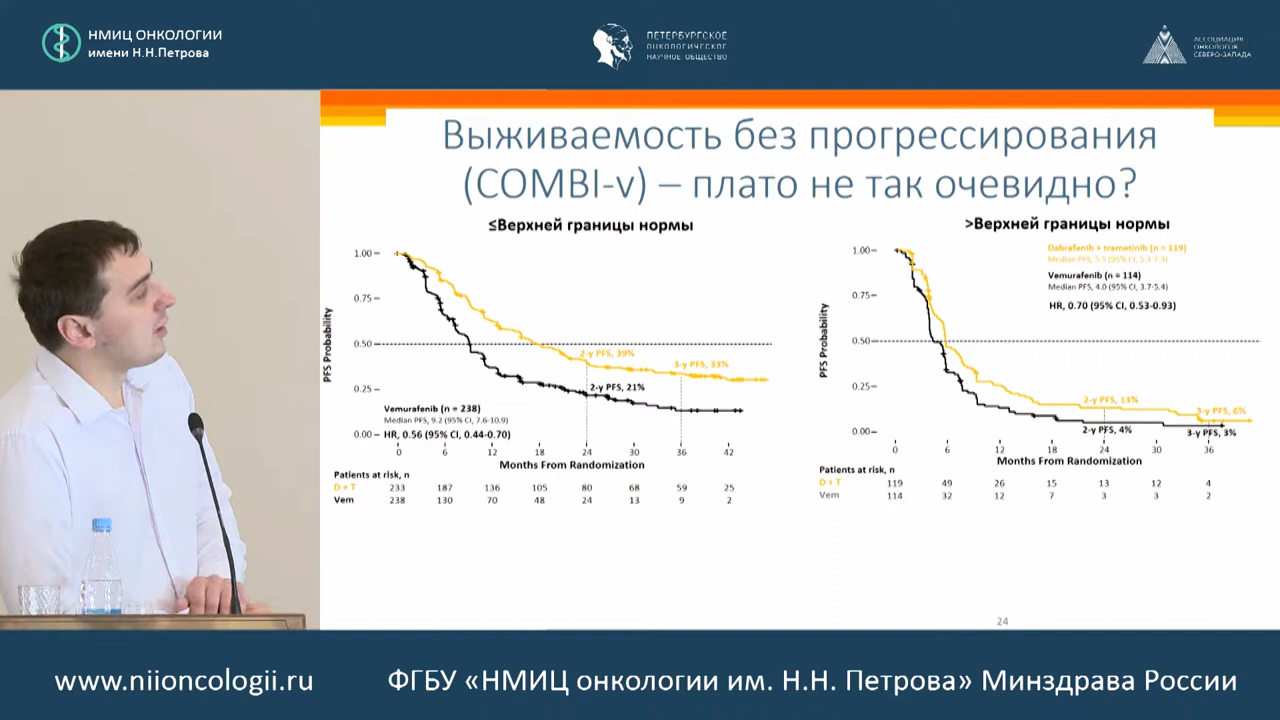 НМИЦ ОНКОЛОГИИ
имени Н.Н.Петрова
ПЕТЕРБУРГСКОЕ
ОНКОЛОГИЧЕСКОЕ
НАУЧНОЕ ОБЩЕСТВО
АССОЦИАЦИЯ
ОНКОЛОГОВ
СЕВЕРО-ЗАПАДА
Выживаемость без прогрессирования
(COMBI-v) – плато не так очевидно?
≤Верхней границы нормы
PFS Probability
1.00
0.75
0.50
0.25
0.00
2-y PFS, 39%
3-y PFS, 33%
2-y PFS, 21%
Vemurafenib (n = 238)
Median PFS, 9.2 (95% CI, 7.6-10.9)
HR, 0.56 (95% CI, 0.44-0.70)
0 6 12 18 24 30 36 42
Months From Randomization
Patients at risk, n
D + T 233 187 136 105 80 68 59 25
Vem 238 130 70 48 24 13 9 2
>Верхней границы нормы
Dabrafenib + trametinib (n = 119)
Median PFS, 5.5 (95% CI, 5.3-7.3)
Vemurafenib (n = 114)
Median PFS, 4.0 (95% CI, 3.7-5.4)
HR, 0.70 (95% CI, 0.53-0.93)
PFS Probability
1.00
0.75
0.50
0.25
0.00
2-y PFS, 13%
3-y PFS, 6%
2-y PFS, 4%
3-y PFS, 3%
0 6 12 18 24 30 36
Months From Randomization
Patients at risk, n
D + T 119 49 26 15 13 12 4
Vem 114 32 12 7 3 3 2
24
www.niioncologii.ru
ФГБУ «НМИЦ онкологии им. Н.Н. Петрова» Минздрава России